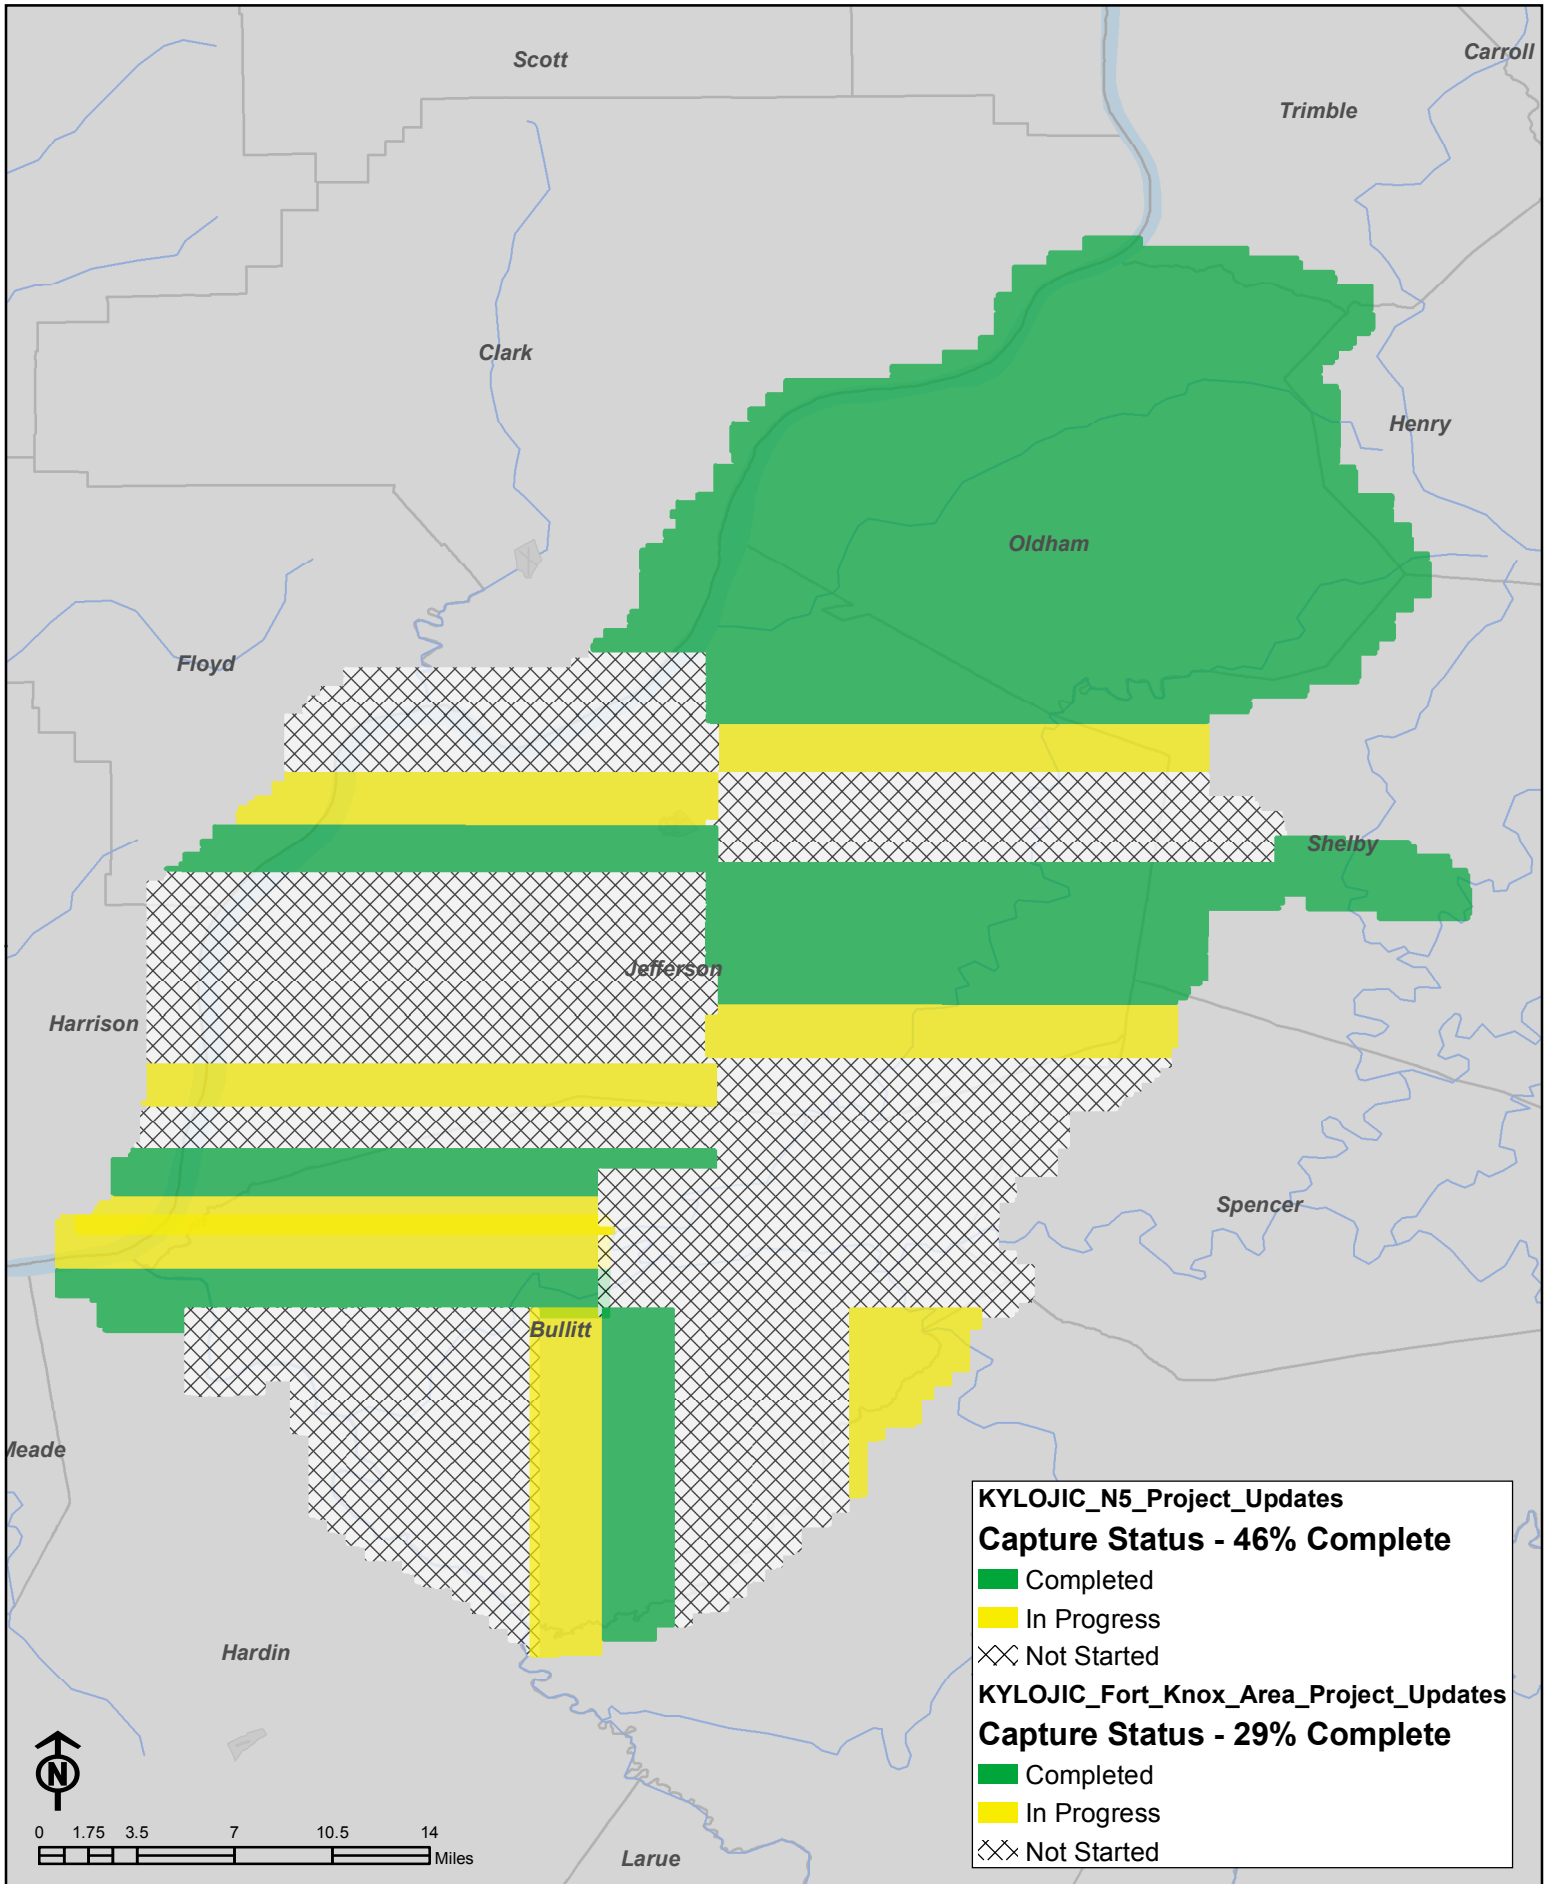 Scott
Carroll
Trimble
Clark
Henry
Oldham
Floyd
Shelby
Jefferson
Harrison
Spencer
Bullitt
Meade
Hardin
Larue
KYLOJIC_N5_Project_Updates
Capture Status - 46% Complete
Completed
In Progress
Not Started
KYLOJIC_Fort_Knox_Area_Project_Updates
Capture Status - 29% Complete
Completed
In Progress
Not Started
N
0 1.75 3.5 7 10.5 14
Miles